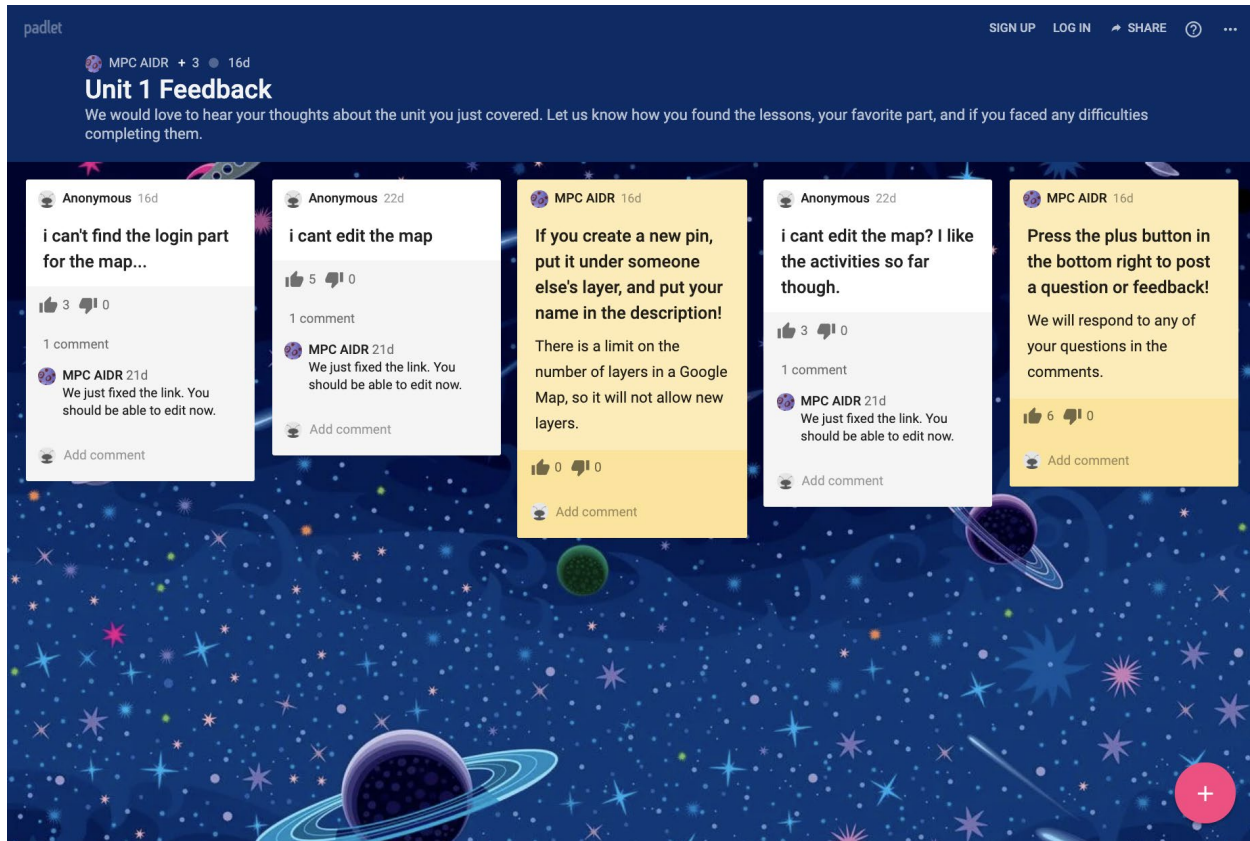 padlet
SIGN UP LOG IN SHARE
MPC AIDR + 3 16d
Unit 1 Feedback
We would love to hear your thoughts about the unit you just covered. Let us know how you found the lessons, your favorite part, and if you faced any difficulties
completing them.
Anonymous 16d
i can't find the login part
for the map...
3 0
1 comment
MPC AIDR 21d
We just fixed the link. You
should be able to edit now.
Add comment
Anonymous 22d
i cant edit the map
5 0
1 comment
MPC AIDR 21d
We just fixed the link. You
should be able to edit now.
Add comment
MPC AIDR 16d
If you create a new pin,
put it under someone
else's layer, and put your
name in the description!
There is a limit on the
number of layers in a Google
Map, so it will not allow new
layers.
0 0
Add comment
Anonymous 22d
i cant edit the map? I like
the activities so far
though.
3 0
1 comment
MPC AIDR 21d
We just fixed the link. You
should be able to edit now.
Add comment
MPC AIDR 16d
Press the plus button in
the bottom right to post
a question or feedback!
We will respond to any of
your questions in the
comments.
6 0
Add comment